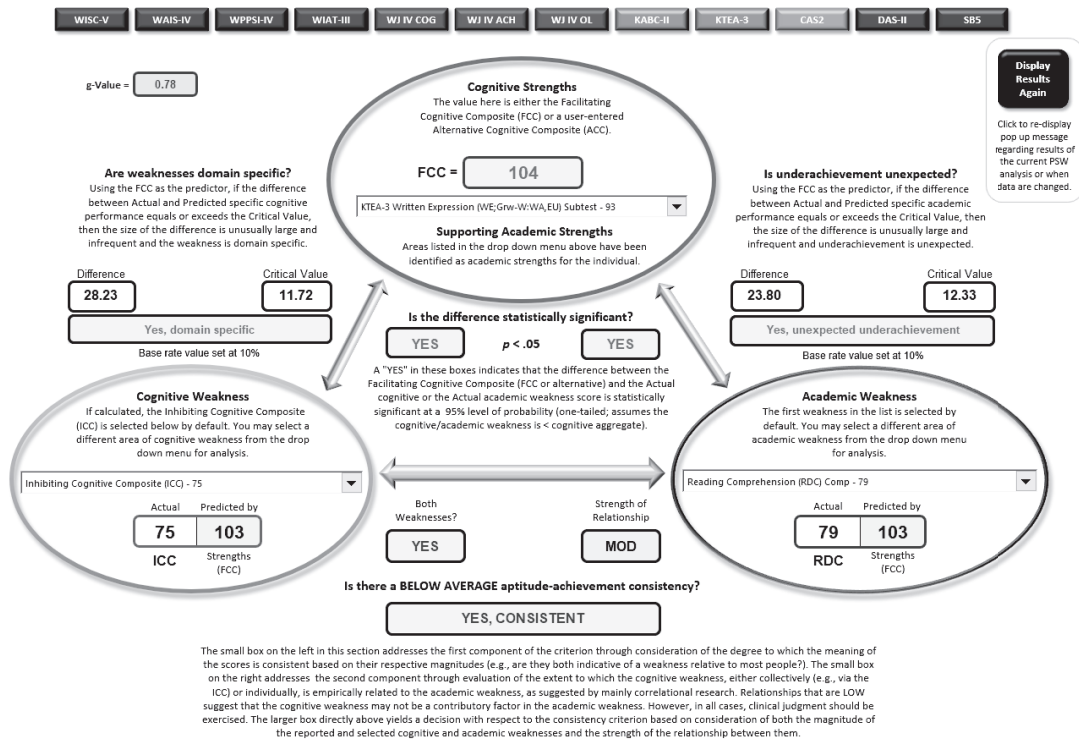 WISC-V WAIS-IV WPPSI-IV WIAT-III WJ IV COG WJ IV ACH WJ IV OL KABC-II KTEA-3 CAS2 DAS-II SB5
g-Value = 0.78
Display
Results
Again
Click to re-display
pop up message
regarding results of
the current PSW
analysis or when
data are changed.
Cognitive Strengths
The value here is either the Facilitating
Cognitive Composite (FCC) or a user-entered
Alternative Cognitive Composite (ACC).
FCC = 104
KTEA-3 Written Expression (WE;Grw-W:WA,EU) Subtest - 93
Supporting Academic Strengths
Areas listed in the drop down menu above have been
identified as academic strengths for the individual.
Are weaknesses domain specific?
Using the FCC as the predictor, if the difference
between Actual and Predicted specific cognitive
performance equals or exceeds the Critical Value,
then the size of the difference is unusually large and
infrequent and the weakness is domain specific.
Difference Critical Value
28.23 11.72
Yes, domain specific
Base rate value set at 10%
Is underachievement unexpected?
Using the FCC as the predictor, if the difference
between Actual and Predicted specific academic
performance equals or exceeds the Critical Value, then
the size of the difference is unusually large and
infrequent and underachievement is unexpected.
Difference Critical Value
23.80 12.33
Yes, unexpected underachievement
Base rate value set at 10%
Is the difference statistically significant?
YES p < .05 YES
A "YES" in these boxes indicates that the difference between the
Facilitating Cognitive Composite (FCC or alternative) and the Actual
cognitive or the Actual academic weakness score is statistically
significant at a 95% level of probability (one-tailed; assumes the
cognitive/academic weakness is < cognitive aggregate).
Cognitive Weakness
If calculated, the Inhibiting Cognitive Composite
(ICC) is selected below by default. You may select a
different area of cognitive weakness from the drop
down menu for analysis.
Inhibiting Cognitive Composite (ICC) - 75
Actual Predicted by
75 103
ICC Strengths
(FCC)
Academic Weakness
The first weakness in the list is selected by
default. You may select a different area of
academic weakness from the drop down menu
for analysis.
Reading Comprehension (RDC) Comp - 79
Actual Predicted by
79 103
RDC Strengths
(FCC)
Both
Weaknesses?
YES
Strength of
Relationship
MOD
Is there a BELOW AVERAGE aptitude-achievement consistency?
YES, CONSISTENT
The small box on the left in this section addresses the first component of the criterion through consideration of the degree to which the meaning of
the scores is consistent based on their respective magnitudes (e.g., are they both indicative of a weakness relative to most people?). The small box
on the right addresses the second component through evaluation of the extent to which the cognitive weakness, either collectively (e.g., via the
ICC) or individually, is empirically related to the academic weakness, as suggested by mainly correlational research. Relationships that are LOW
suggest that the cognitive weakness may not be a contributory factor in the academic weakness. However, in all cases, clinical judgment should be
exercised. The larger box directly above yields a decision with respect to the consistency criterion based on consideration of both the magnitude of
the reported and selected cognitive and academic weaknesses and the strength of the relationship between them.